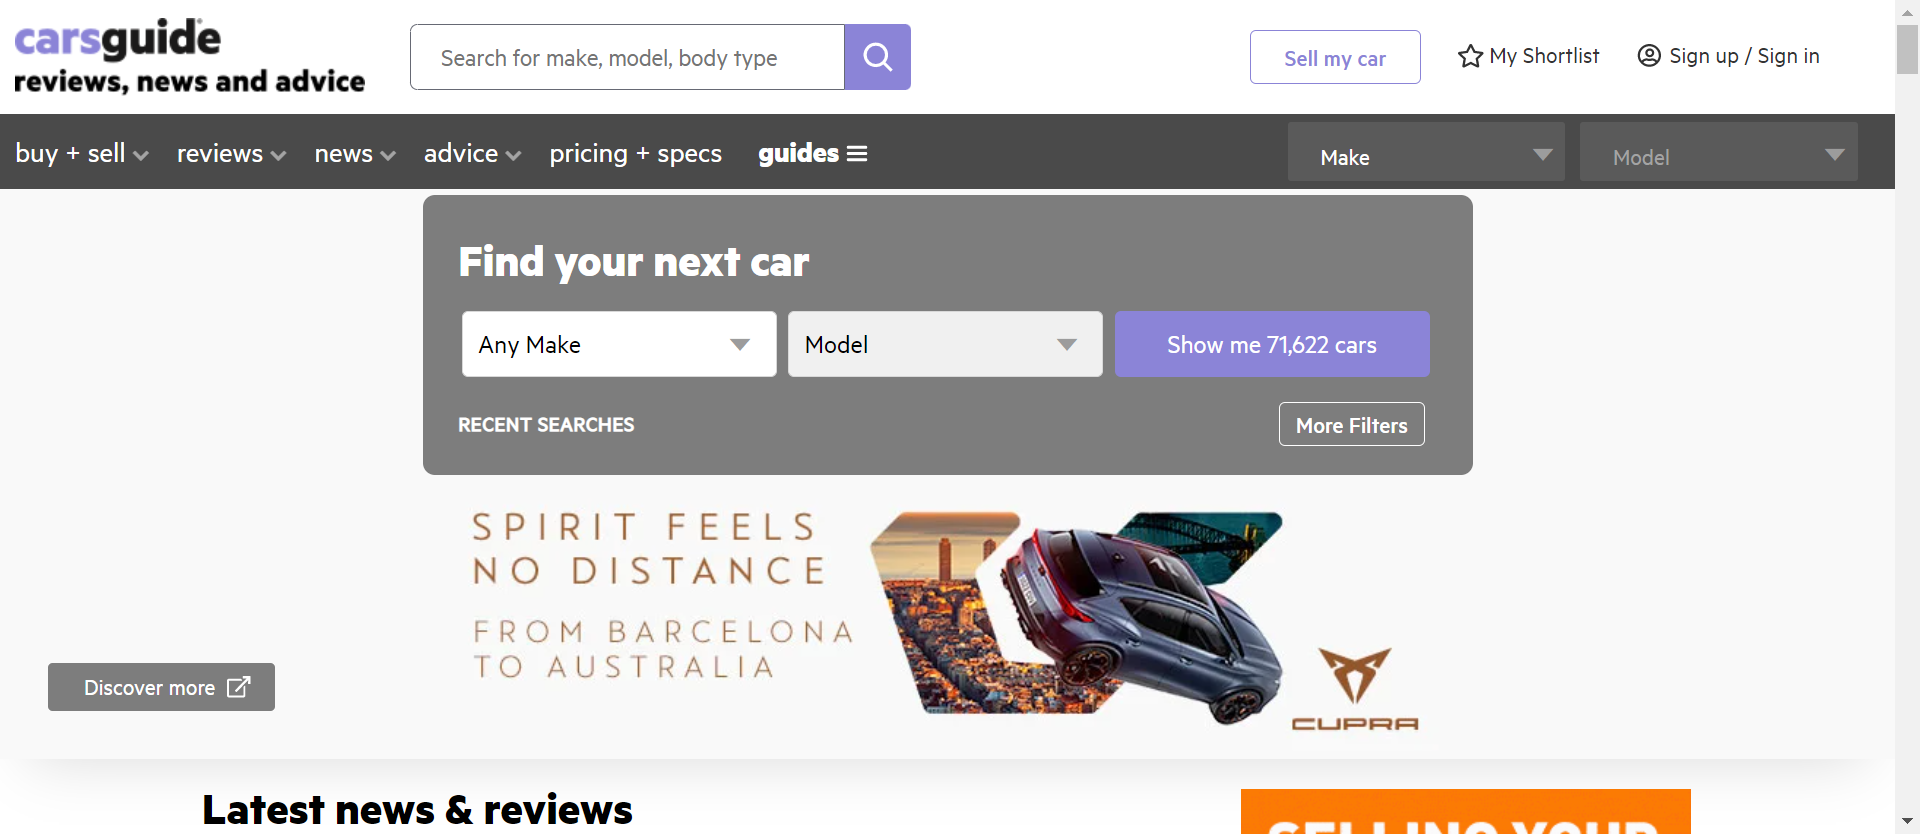 carsguide
reviews, news and advice
Search for make, model, body type
Sell my car
My Shortlist
Sign up / Sign in
buy + sell
reviews
news
advice
pricing + specs
guides
Make
Model
Find your next car
Any Make
Model
Show me 71,622 cars
RECENT SEARCHES
More Filters
SPIRIT FEELS
NO DISTANCE
FROM BARCELONA
TO AUSTRALIA
CUPRA
Discover more
Latest news & reviews
SELLING YOUR